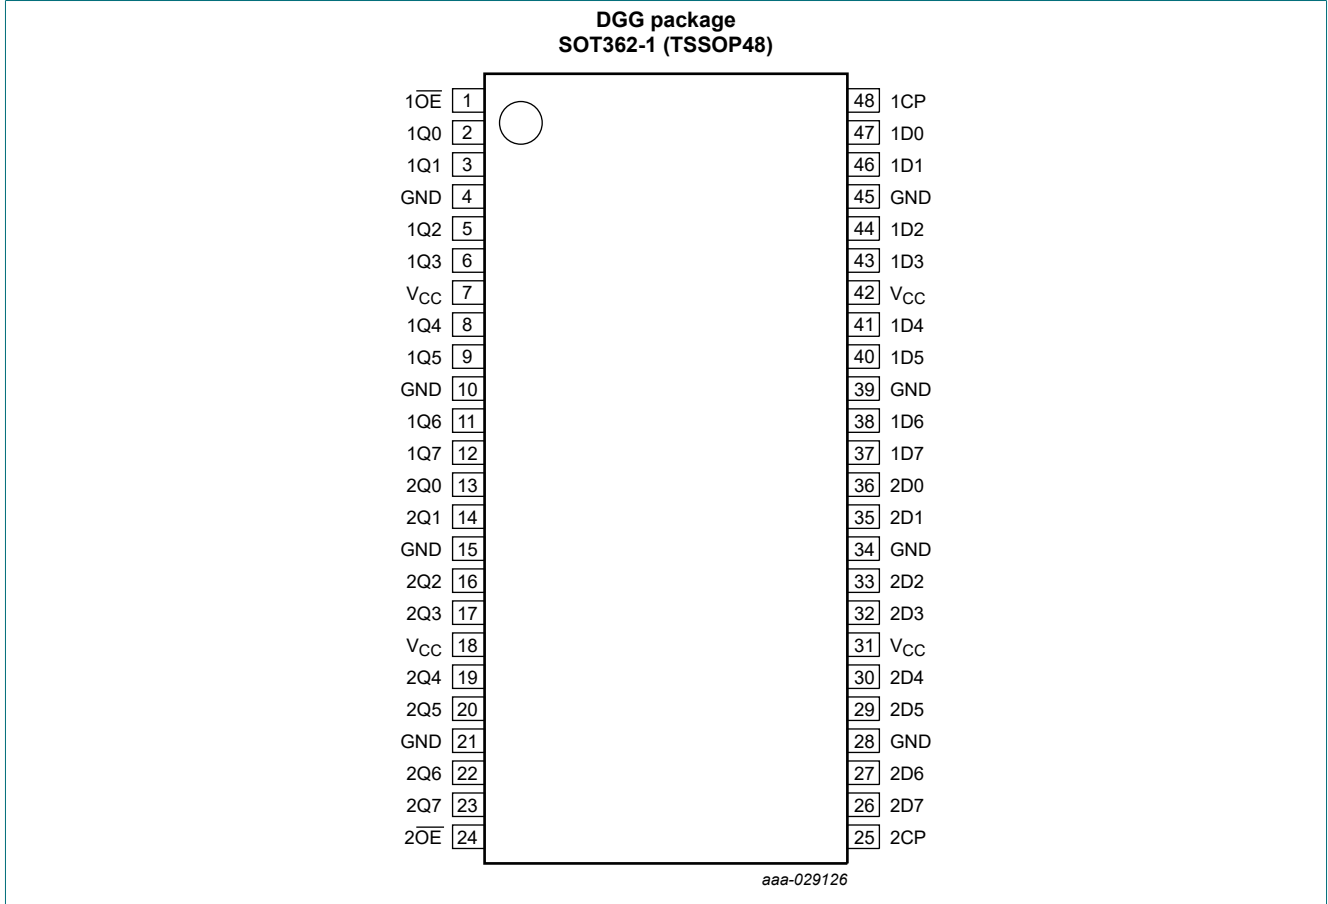 DGG package
SOT362-1 (TSSOP48)
1O̅E̅ 1 48 1CP
1Q0 2 47 1D0
1Q1 3 46 1D1
GND 4 45 GND
1Q2 5 44 1D2
1Q3 6 43 1D3
VCC 7 42 VCC
1Q4 8 41 1D4
1Q5 9 40 1D5
GND 10 39 GND
1Q6 11 38 1D6
1Q7 12 37 1D7
2Q0 13 36 2D0
2Q1 14 35 2D1
GND 15 34 GND
2Q2 16 33 2D2
2Q3 17 32 2D3
VCC 18 31 VCC
2Q4 19 30 2D4
2Q5 20 29 2D5
GND 21 28 GND
2Q6 22 27 2D6
2Q7 23 26 2D7
2O̅E̅ 24 25 2CP
aaa-029126